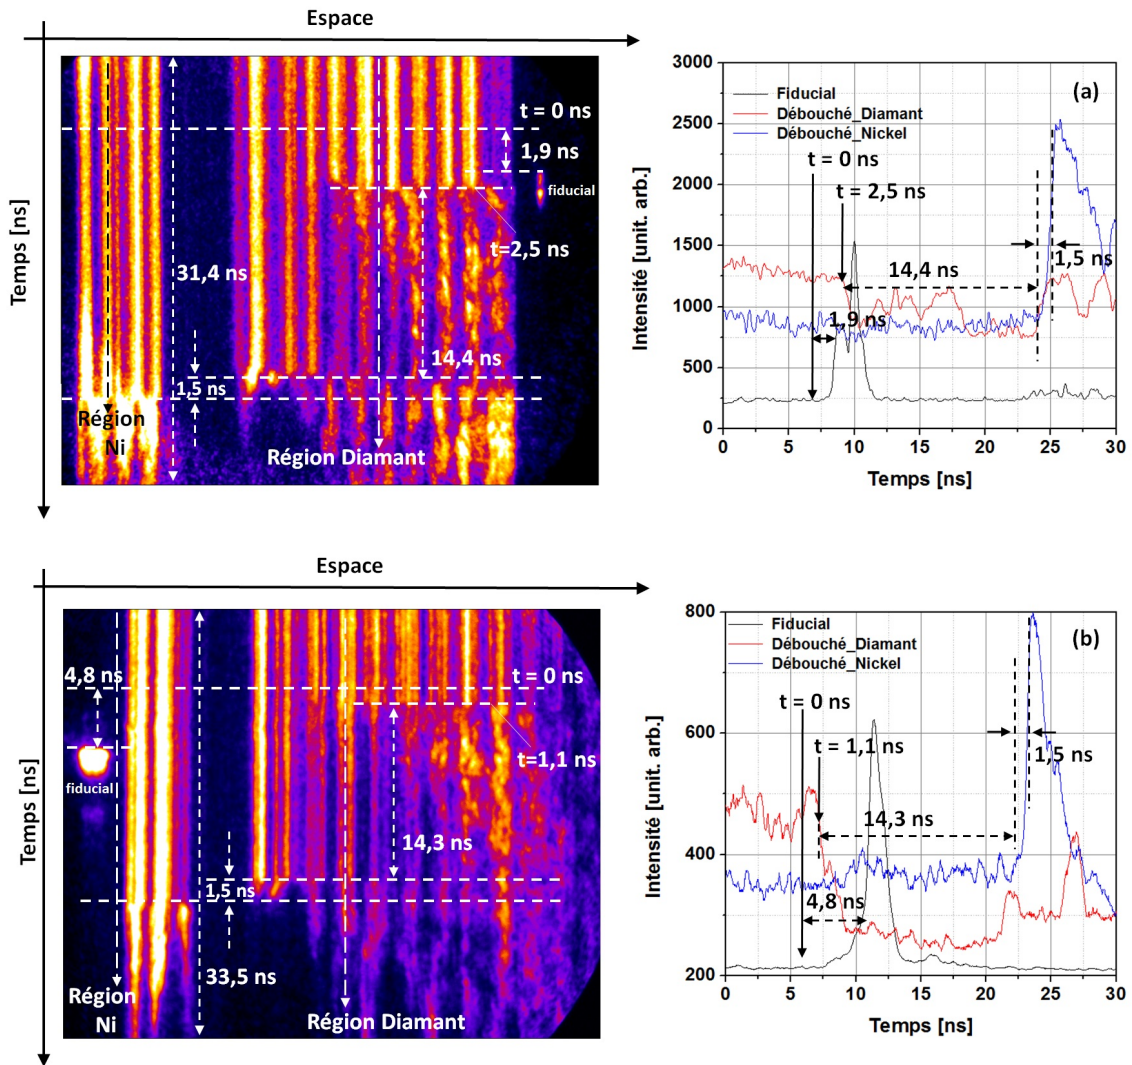 Espace
Temps [ns]
t = 0 ns
1,9 ns
fiducial
t=2,5 ns
31,4 ns
14,4 ns
1,5 ns
Région
Ni
Région Diamant
3000
2500
2000
1500
1000
500
0
Intensité [unit. arb.]
(a)
Fiducial
Débouché_Diamant
Débouché_Nickel
t = 0 ns
t = 2,5 ns
14,4 ns
1,5 ns
1,9 ns
0 5 10 15 20 25 30
Temps [ns]
Espace
Temps [ns]
4,8 ns
t = 0 ns
fiducial
t=1,1 ns
14,3 ns
1,5 ns
33,5 ns
Région
Ni
Région Diamant
800
600
400
200
Intensité [unit. arb.]
(b)
Fiducial
Débouché_Diamant
Débouché_Nickel
t = 0 ns
t = 1,1 ns
1,5 ns
14,3 ns
4,8 ns
0 5 10 15 20 25 30
Temps [ns]